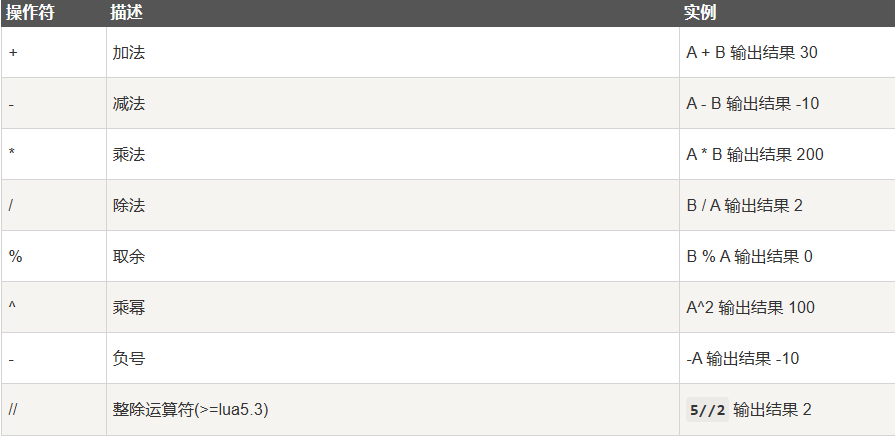 操作符 描述 实例
+ 加法 A + B 输出结果 30
- 减法 A - B 输出结果 -10
* 乘法 A * B 输出结果 200
/ 除法 B / A 输出结果 2
% 取余 B % A 输出结果 0
^ 乘幂 A^2 输出结果 100
- 负号 -A 输出结果 -10
// 整除运算符(>=lua5.3) 5//2 输出结果 2